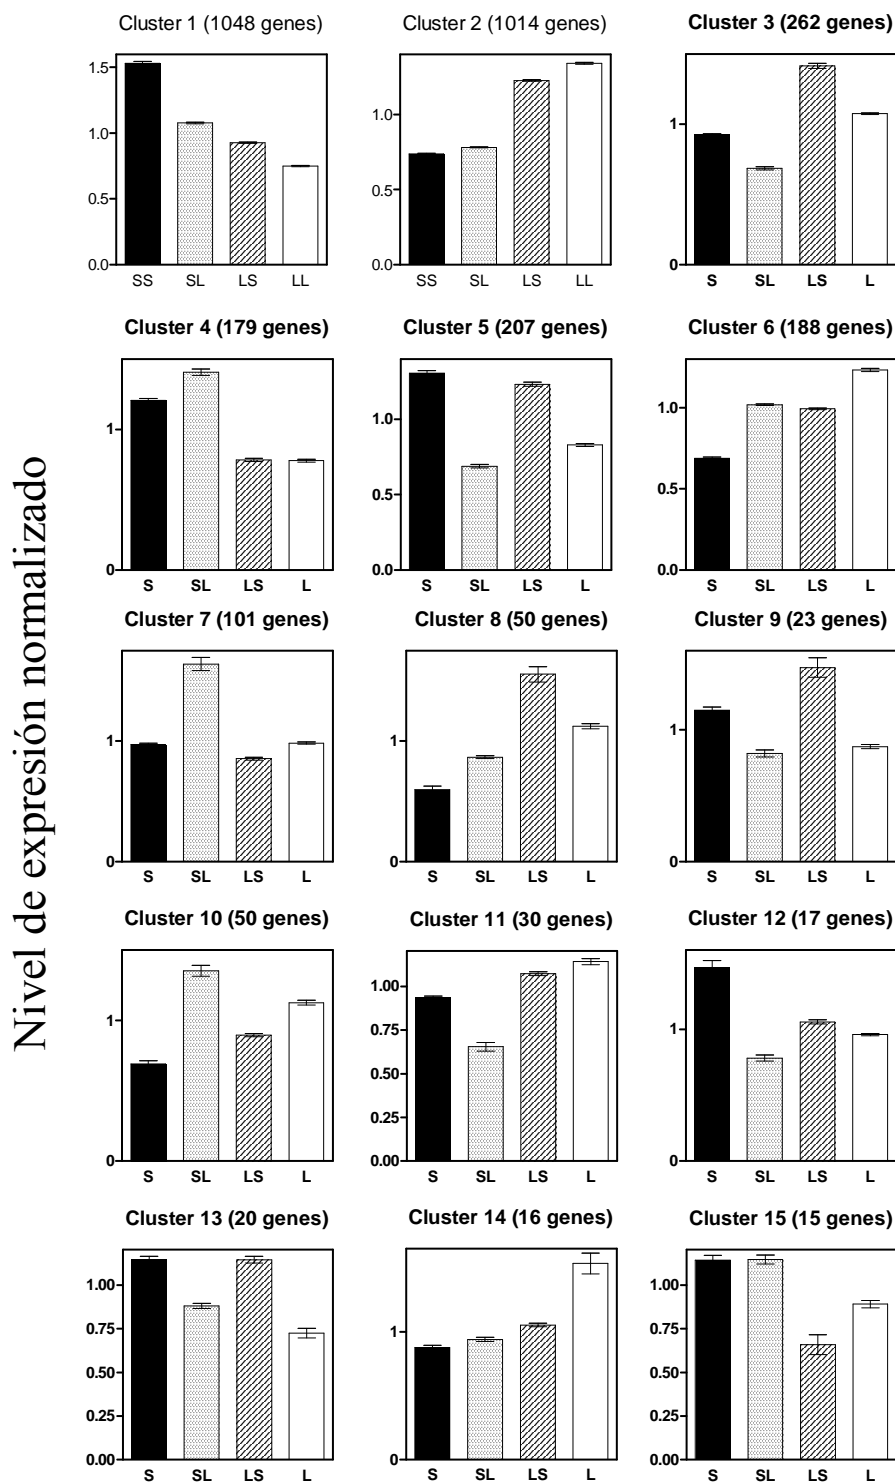 Nivel de expresión normalizado
Cluster 1 (1048 genes)
1.5
1.0
0.5
0.0
SS SL LS LL
Cluster 2 (1014 genes)
1.0
0.5
0.0
SS SL LS LL
Cluster 3 (262 genes)
1
0
S SL LS L
Cluster 4 (179 genes)
1
0
S SL LS L
Cluster 5 (207 genes)
1.0
0.5
0.0
S SL LS L
Cluster 6 (188 genes)
1.0
0.5
0.0
S SL LS L
Cluster 7 (101 genes)
1
0
S SL LS L
Cluster 8 (50 genes)
1
0
S SL LS L
Cluster 9 (23 genes)
1
0
S SL LS L
Cluster 10 (50 genes)
1
0
S SL LS L
Cluster 11 (30 genes)
1.00
0.75
0.50
0.25
0.00
S SL LS L
Cluster 12 (17 genes)
1
0
S SL LS L
Cluster 13 (20 genes)
1.00
0.75
0.50
0.25
0.00
S SL LS L
Cluster 14 (16 genes)
1
0
S SL LS L
Cluster 15 (15 genes)
1.00
0.75
0.50
0.25
0.00
S SL LS L